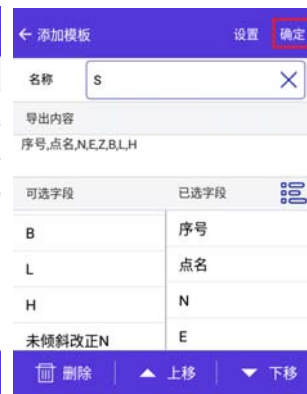 ← 添加模板 设置 确定
名称 S
导出内容
序号,点名,N,E,Z,B,L,H
可选字段 已选字段
B 序号
L 点名
H N
未倾斜改正N E
删除 上移 下移